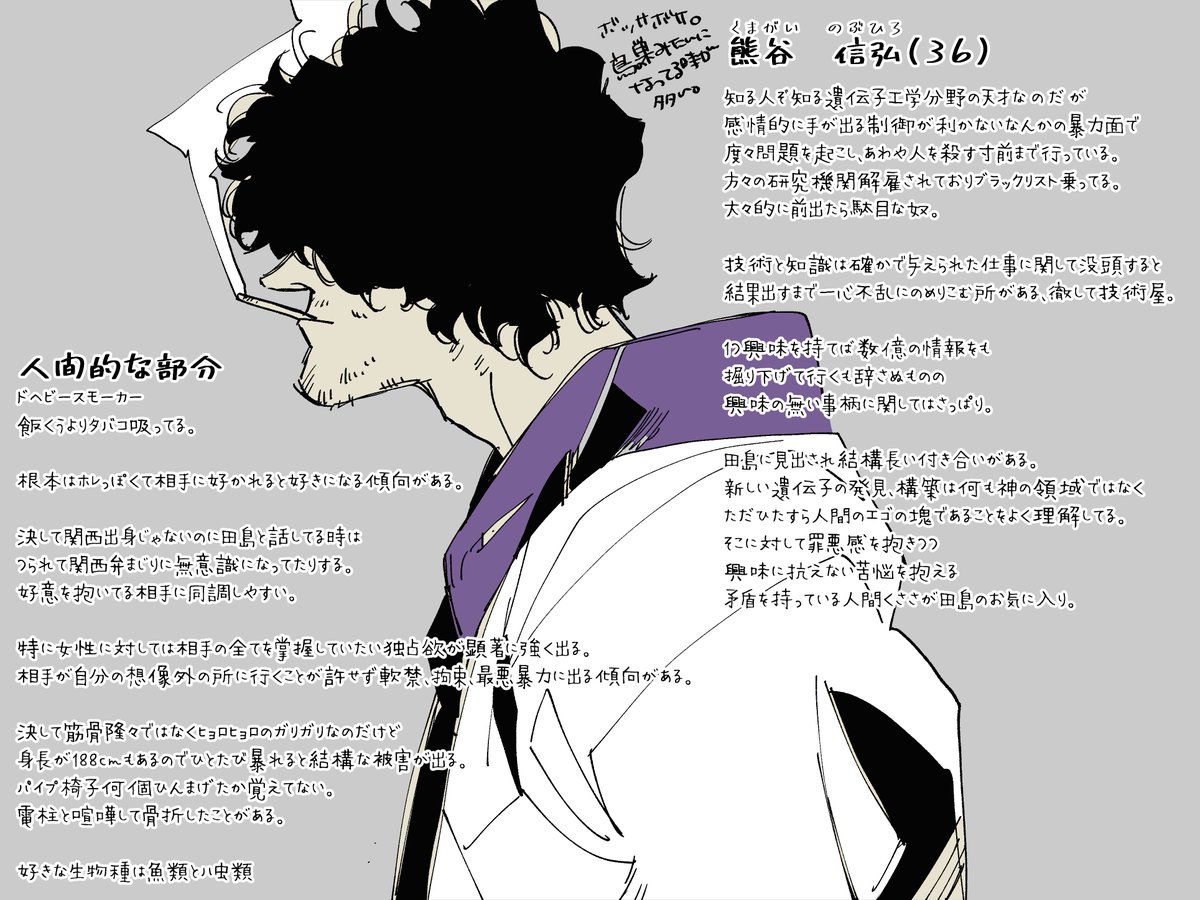 ボッサボサ。
鳥の巣みたいに
なってる時が
多い。
くまがい のぶひろ
熊谷 信弘(36)
知る人ぞ知る遺伝子工学分野の天才なのだが
感情的に手が出る制御が利かないなんかの暴力面で
度々問題を起こし、あわや人を殺す寸前まで行っている。
方々の研究機関解雇されておりブラックリスト乗ってる。
大々的に前出たら駄目な奴。
技術と知識は確かで与えられた仕事に関して没頭すると
結果出すまで一心不乱にのめりこむ所がある、徹して技術屋。
1つ興味を持てば数億の情報をも
掘り下げて行くも辞さぬものの
興味の無い事柄に関してはさっぱり。
田島に見出され結構長い付き合いがある。
新しい遺伝子の発見、構築は何も神の領域ではなく
ただひたすら人間のエゴの塊であることをよく理解してる。
そこに対して罪悪感を抱きつつ
興味に抗えない苦悩を抱える
矛盾を持っている人間くささが田島のお気に入り。
人間的な部分
ドヘビースモーカー
飯くうよりタバコ吸ってる。
根本はホレっぽくて相手に好かれると好きになる傾向がある。
決して関西出身じゃないのに田島と話してる時は
つられて関西弁まじりに無意識になってたりする。
好意を抱いてる相手に同調しやすい。
特に女性に対しては相手の全てを掌握していたい独占欲が顕著に強く出る。
相手が自分の想像外の所に行くことが許せず軟禁、拘束、最悪暴力に出る傾向がある。
決して筋骨隆々ではなくヒョロヒョロのガリガリなのだけど
身長が188cmもあるのでひとたび暴れると結構な被害が出る。
パイプ椅子何個ひんまげたか覚えてない。
電柱と喧嘩して骨折したことがある。
好きな生物種は魚類とハ虫類